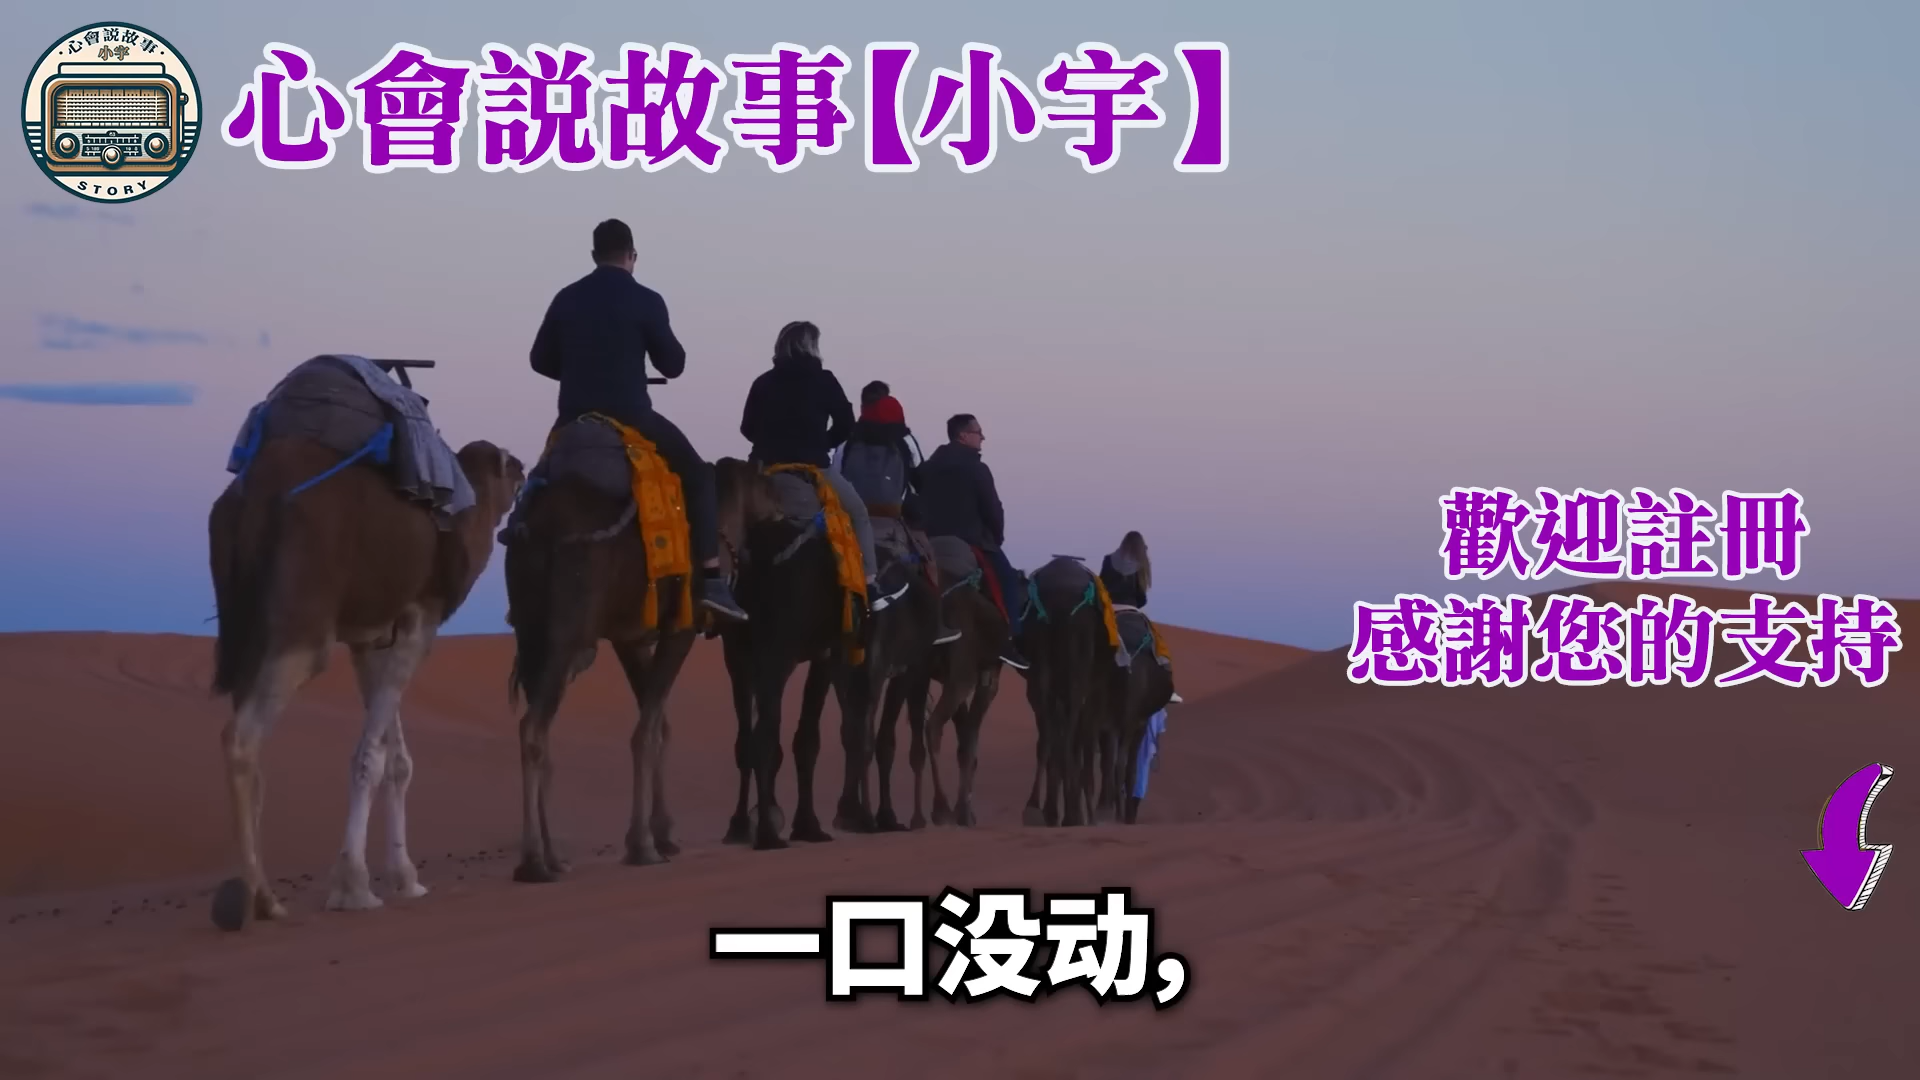 心會説故事
小宇
STORY
心會説故事【小宇】
歡迎註冊
感謝您的支持
一口没动,